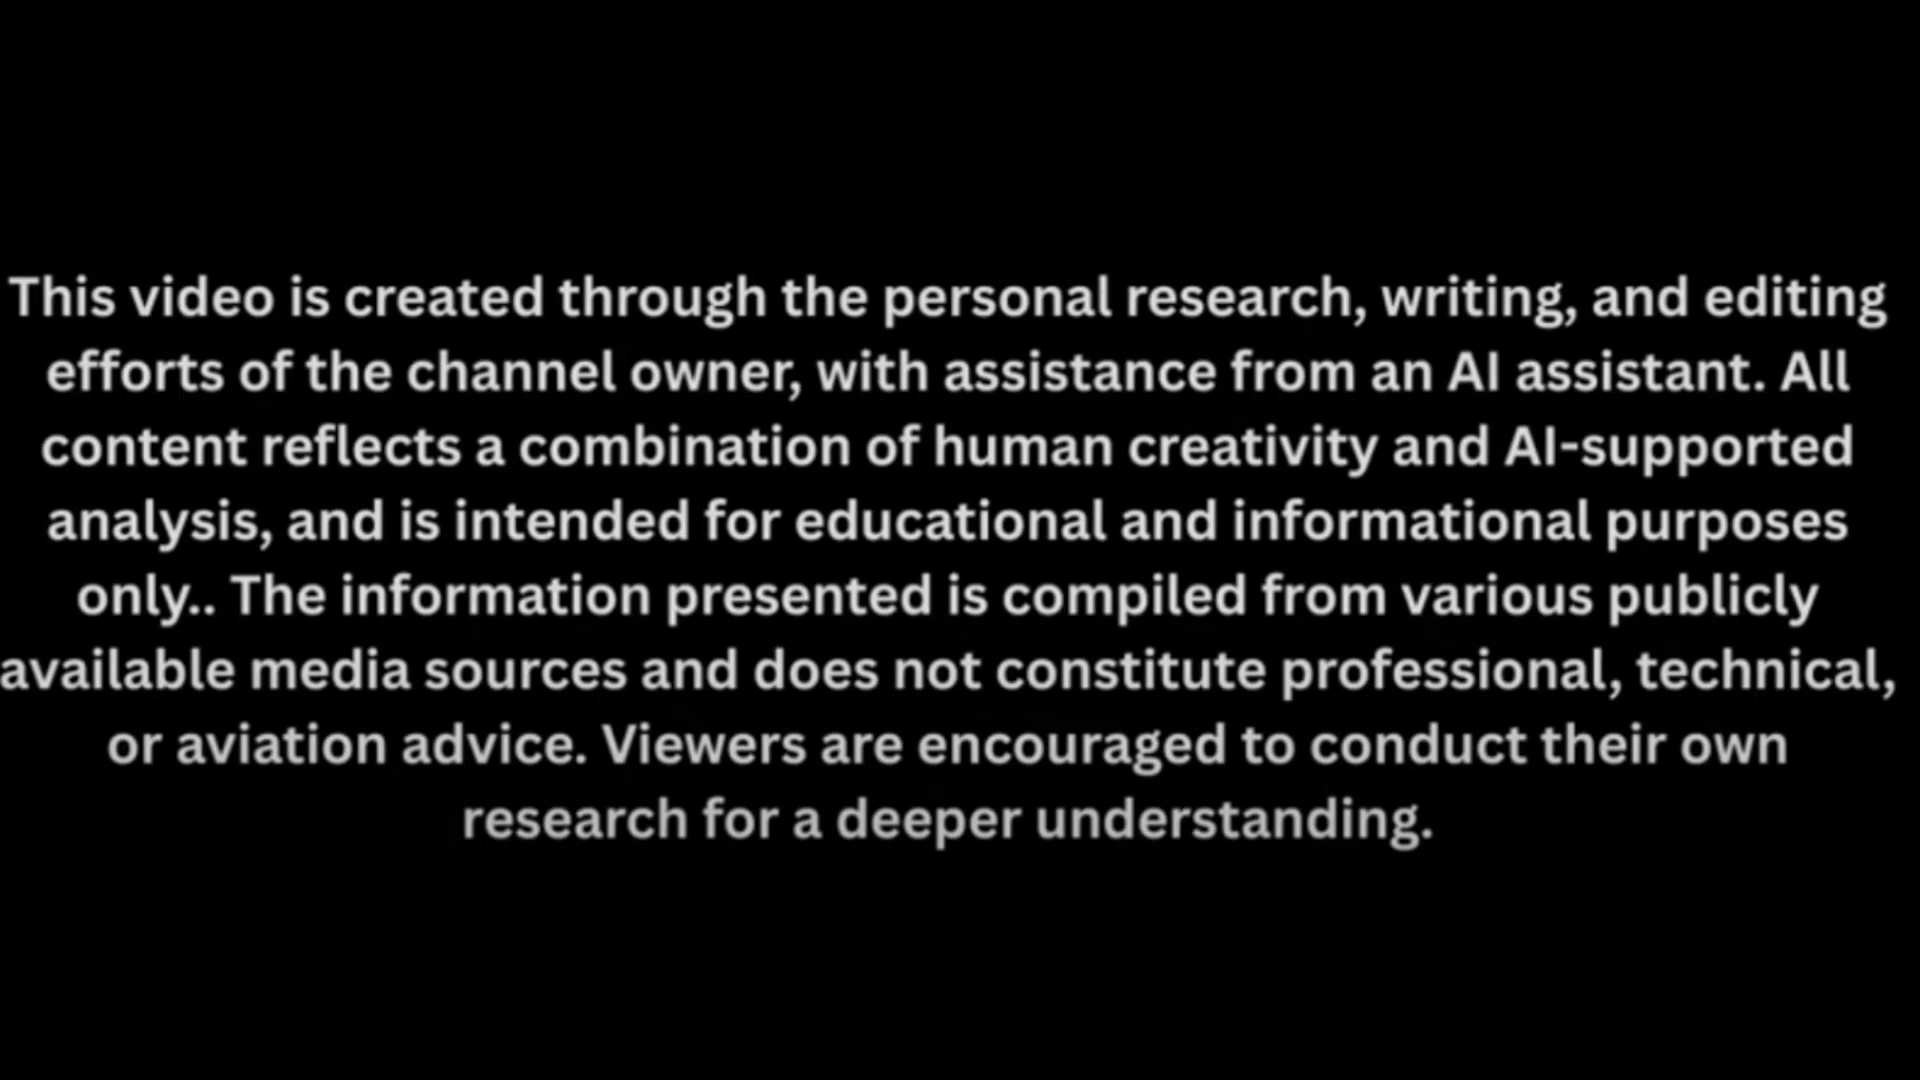 This video is created through the personal research, writing, and editing
efforts of the channel owner, with assistance from an AI assistant. All
content reflects a combination of human creativity and AI-supported
analysis, and is intended for educational and informational purposes
only.. The information presented is compiled from various publicly
available media sources and does not constitute professional, technical,
or aviation advice. Viewers are encouraged to conduct their own
research for a deeper understanding.